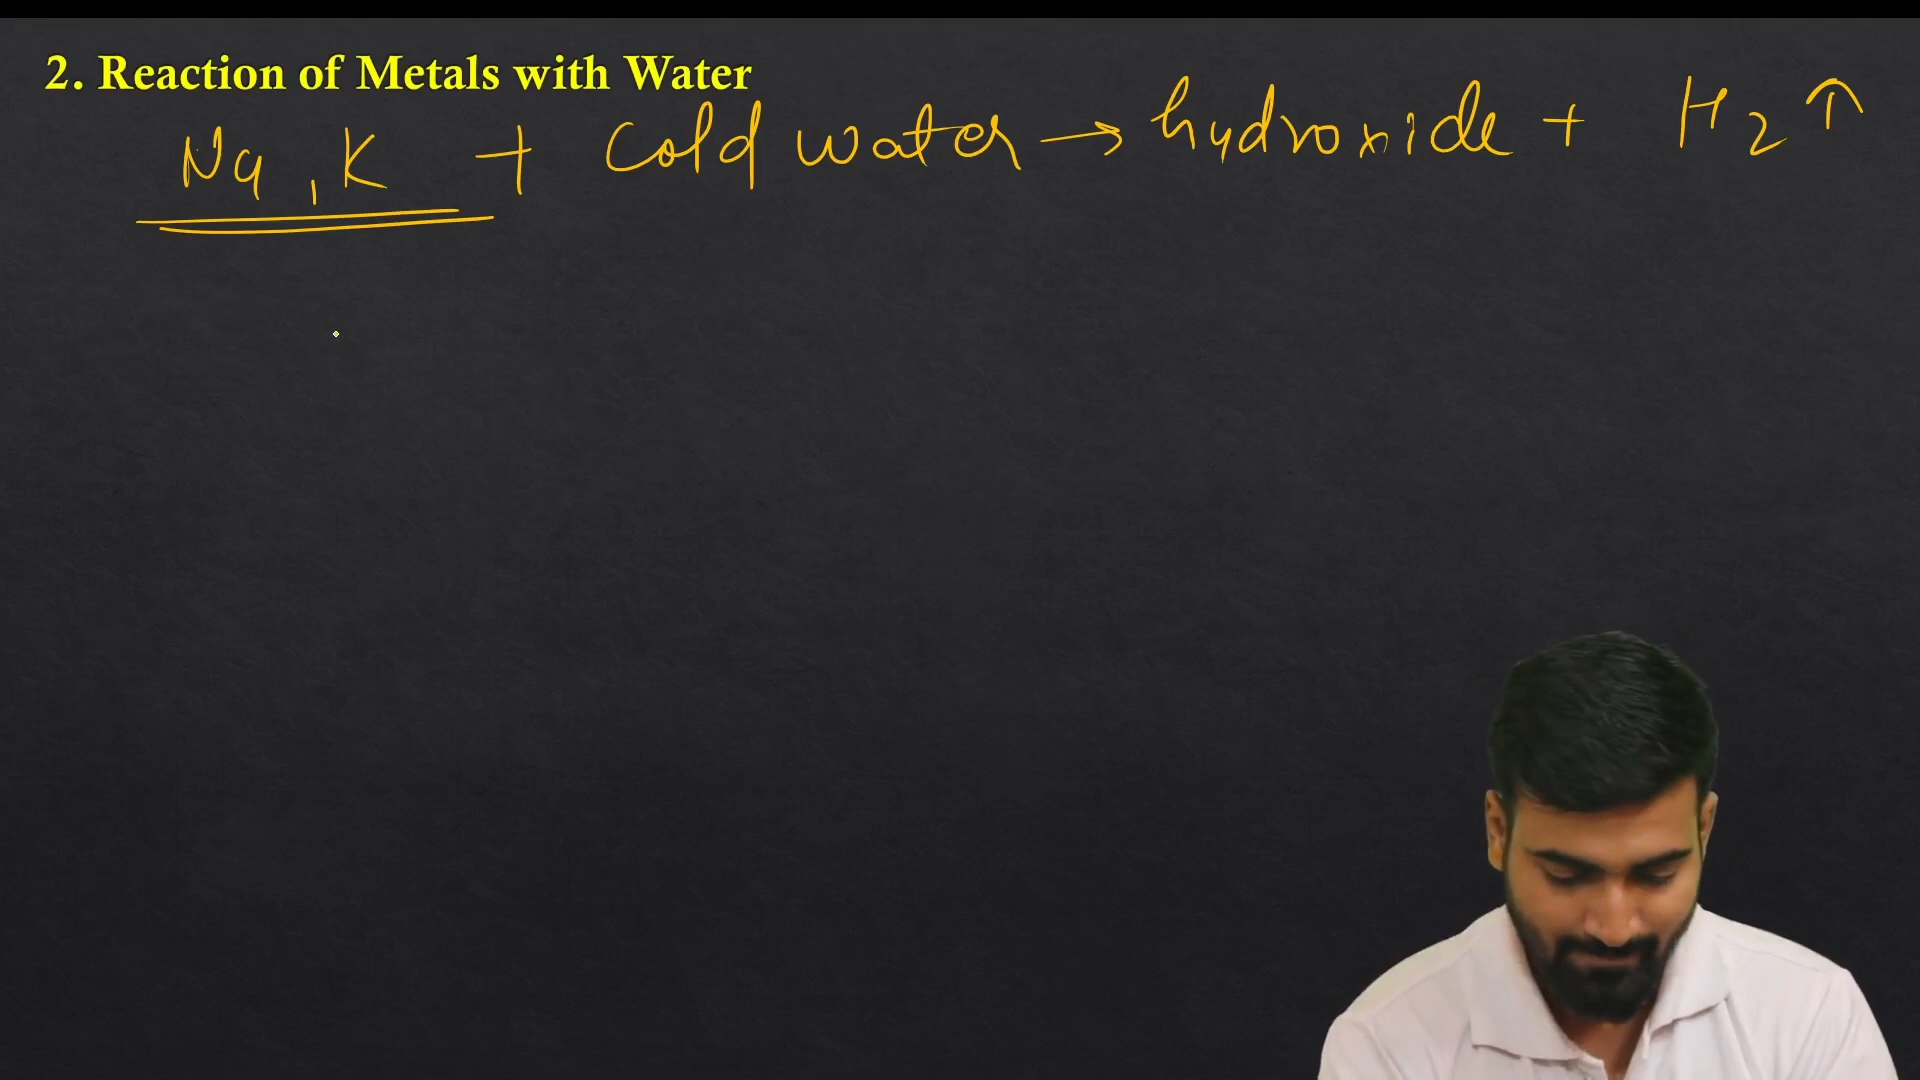 2. Reaction of Metals with Water
Na, K + Cold water → hydroxide + H₂ ↑